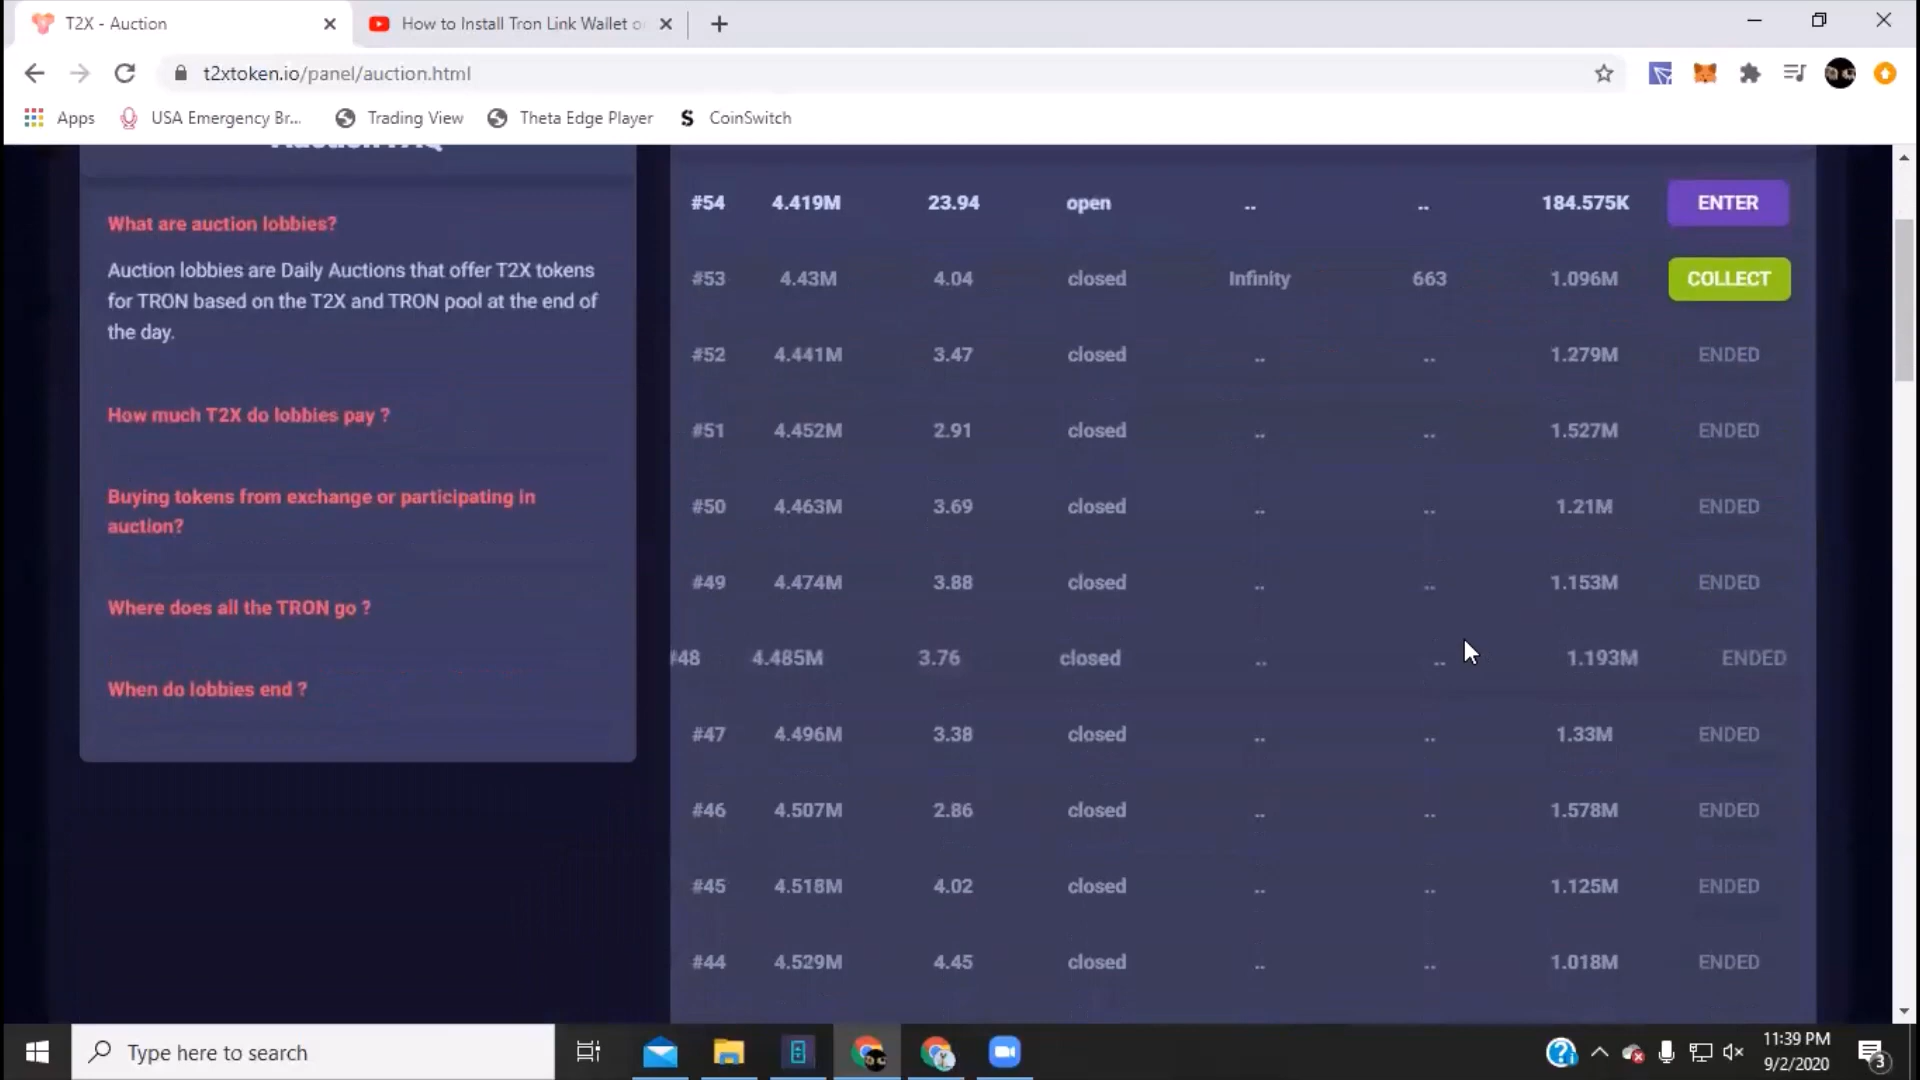 T2X - Auction
How to Install Tron Link Wallet o
t2xtoken.io/panel/auction.html
Apps
USA Emergency Br...
Trading View
Theta Edge Player
CoinSwitch
Auction FAQ
What are auction lobbies?
Auction lobbies are Daily Auctions that offer T2X tokens
for TRON based on the T2X and TRON pool at the end of
the day.
How much T2X do lobbies pay ?
Buying tokens from exchange or participating in
auction?
Where does all the TRON go ?
When do lobbies end ?
#54 4.419M 23.94 open .. .. 184.575K ENTER
#53 4.43M 4.04 closed Infinity 663 1.096M COLLECT
#52 4.441M 3.47 closed .. .. 1.279M ENDED
#51 4.452M 2.91 closed .. .. 1.527M ENDED
#50 4.463M 3.69 closed .. .. 1.21M ENDED
#49 4.474M 3.88 closed .. .. 1.153M ENDED
#48 4.485M 3.76 closed .. .. 1.193M ENDED
#47 4.496M 3.38 closed .. .. 1.33M ENDED
#46 4.507M 2.86 closed .. .. 1.578M ENDED
#45 4.518M 4.02 closed .. .. 1.125M ENDED
#44 4.529M 4.45 closed .. .. 1.018M ENDED
Type here to search
11:39 PM
9/2/2020
3